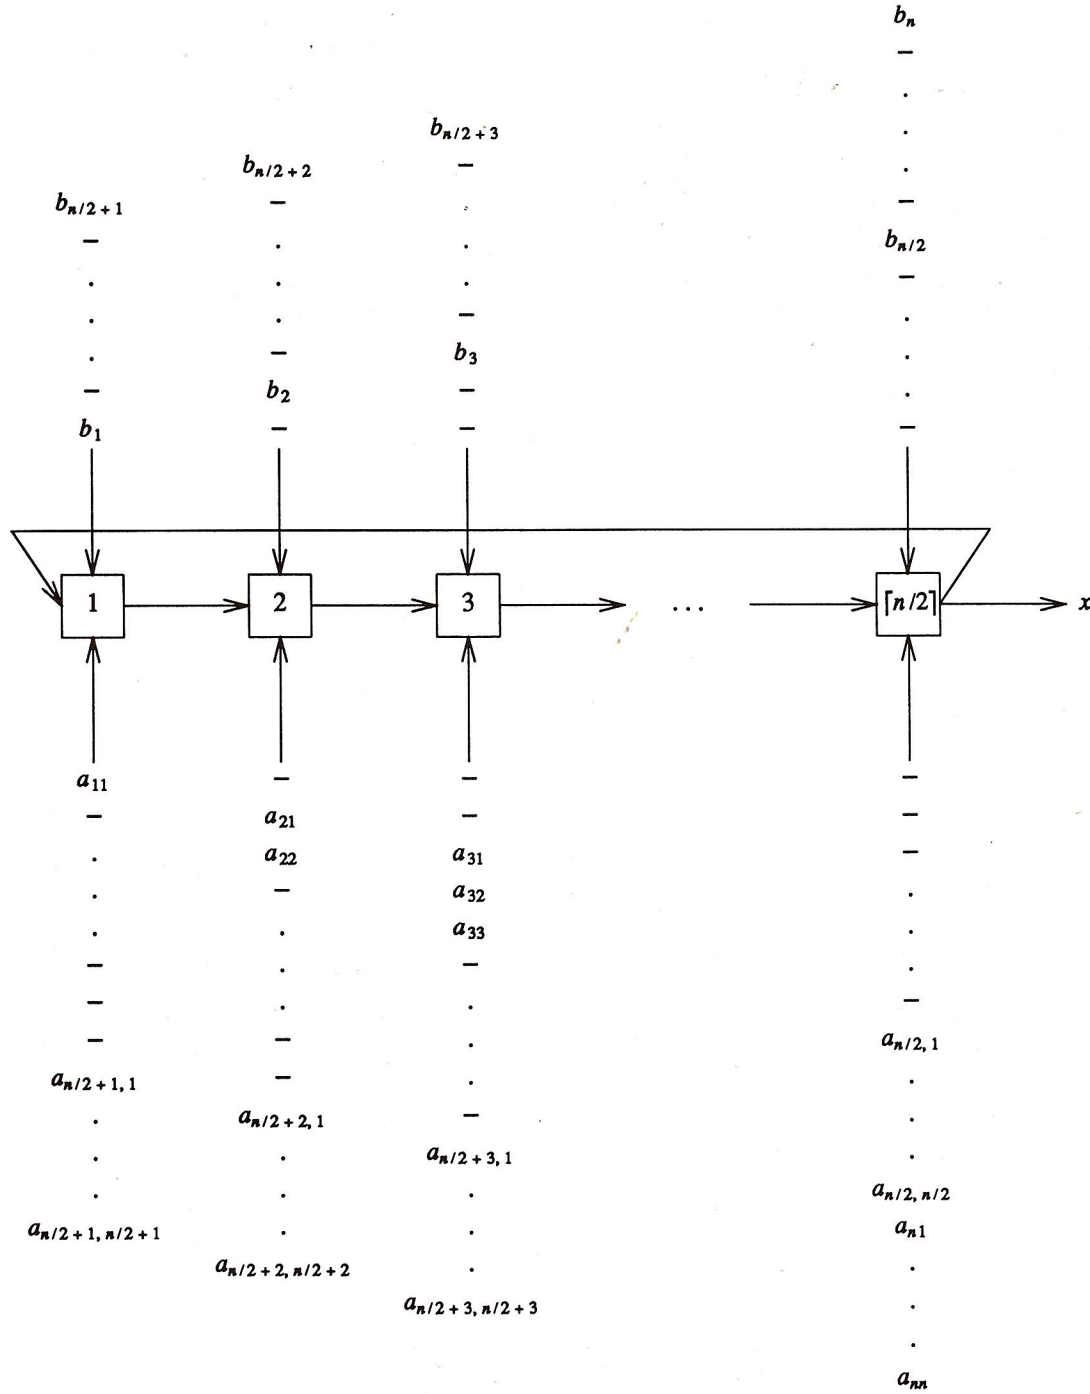 b_n
–
b_{n/2+3}
–
b_{n/2+2}
–
–
b_{n/2+1}
–
b_{n/2}
–
–
b_3
–
b_2
–
–
b_1
–
–
–
1
2
3
...
⌈n/2⌉
x
a_{11}
–
–
–
–
a_{21}
–
–
a_{22}
a_{31}
–
–
a_{32}
a_{33}
–
–
–
–
–
–
a_{n/2,1}
–
a_{n/2+1,1}
–
a_{n/2+2,1}
a_{n/2+3,1}
a_{n/2,n/2}
a_{n/2+1,n/2+1}
a_{n1}
a_{n/2+2,n/2+2}
a_{n/2+3,n/2+3}
a_{nn}